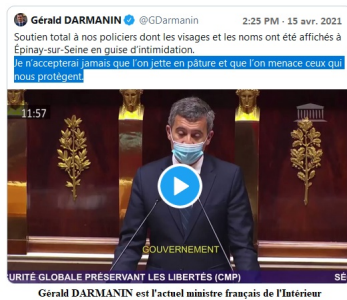 Gérald DARMANIN @GDarmanin 2:25 PM - 15 avr. 2021
Soutien total à nos policiers dont les visages et les noms ont été affichés à
Épinay-sur-Seine en guise d'intimidation.
Je n'accepterai jamais que l'on jette en pâture et que l'on menace ceux qui
nous protègent.
11:57
GOUVERNEMENT
CURITÉ GLOBALE PRÉSERVANT LES LIBERTÉS (CMP) SÉ
Gérald DARMANIN est l'actuel ministre français de l'Intérieur